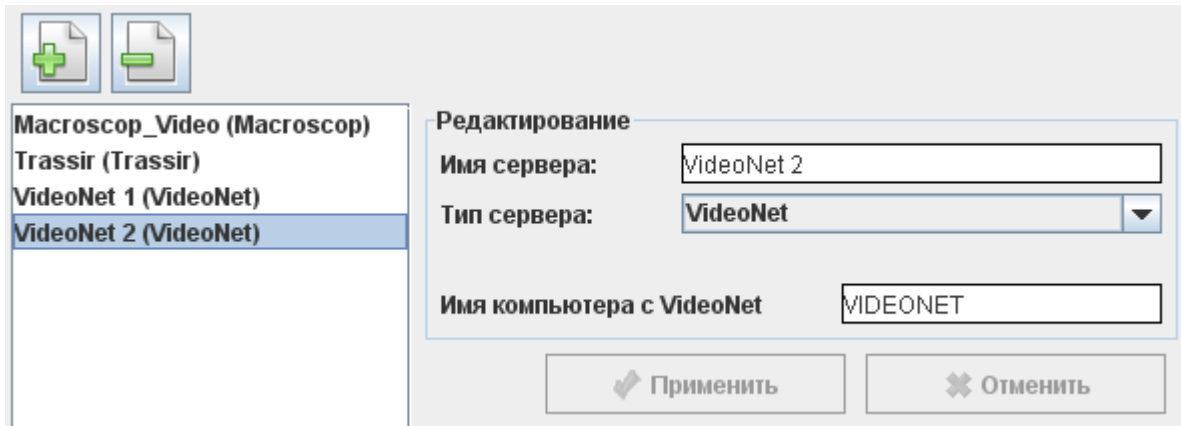 Macroscop_Video (Macroscop)
Trassir (Trassir)
VideoNet 1 (VideoNet)
VideoNet 2 (VideoNet)
Редактирование
Имя сервера: VideoNet 2
Тип сервера: VideoNet
Имя компьютера с VideoNet VIDEONET
Применить Отменить